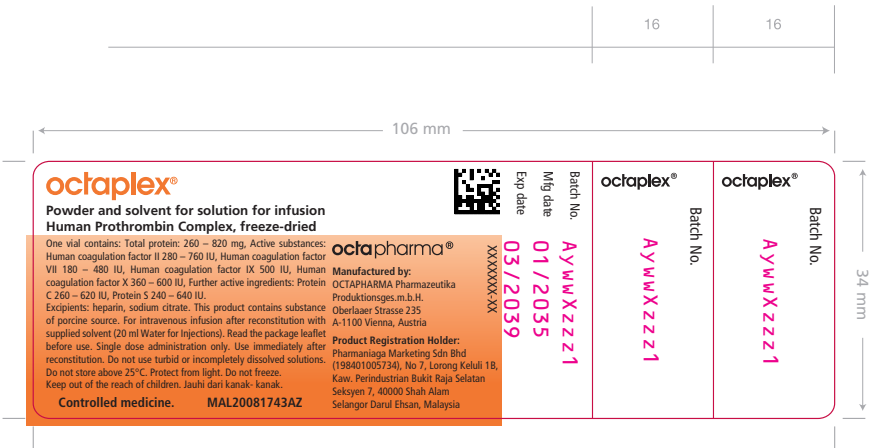 16
16
106 mm
octaplex®
Powder and solvent for solution for infusion
Human Prothrombin Complex, freeze-dried
One vial contains: Total protein: 260 – 820 mg, Active substances:
Human coagulation factor II 280 – 760 IU, Human coagulation factor
VII 180 – 480 IU, Human coagulation factor IX 500 IU, Human
coagulation factor X 360 – 600 IU, Further active ingredients: Protein
C 260 – 620 IU, Protein S 240 – 640 IU.
Excipients: heparin, sodium citrate. This product contains substance
of porcine source. For intravenous infusion after reconstitution with
supplied solvent (20 ml Water for Injections). Read the package leaflet
before use. Single dose administration only. Use immediately after
reconstitution. Do not use turbid or incompletely dissolved solutions.
Do not store above 25°C. Protect from light. Do not freeze.
Keep out of the reach of children. Jauhi dari kanak- kanak.
Controlled medicine. MAL20081743AZ
octapharma®
Manufactured by:
OCTAPHARMA Pharmazeutika
Produktionsges.m.b.H.
Oberlaaer Strasse 235
A-1100 Vienna, Austria
Product Registration Holder:
Pharmaniaga Marketing Sdn Bhd
(198401005734), No 7, Lorong Keluli 1B,
Kaw. Perindustrian Bukit Raja Selatan
Seksyen 7, 40000 Shah Alam
Selangor Darul Ehsan, Malaysia
Batch No. AywwXzzz1
Mfg date 01/2035
Exp date 03/2039
XXXXXXX-XX
octaplex®
Batch No.
AywwXzzz1
octaplex®
Batch No.
AywwXzzz1
34 mm